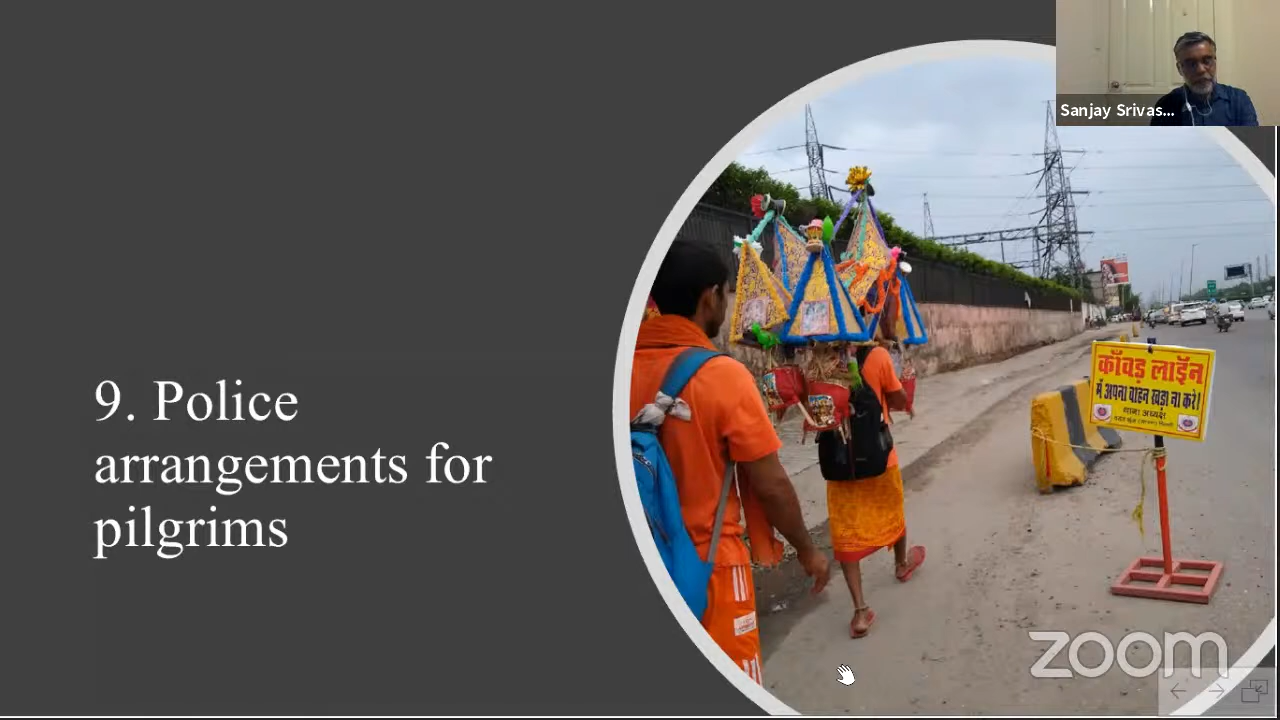 Sanjay Srivas...
9. Police
arrangements for
pilgrims
काँवड़ लाईन
में अपना वाहन खड़ा ना करे!
zoom